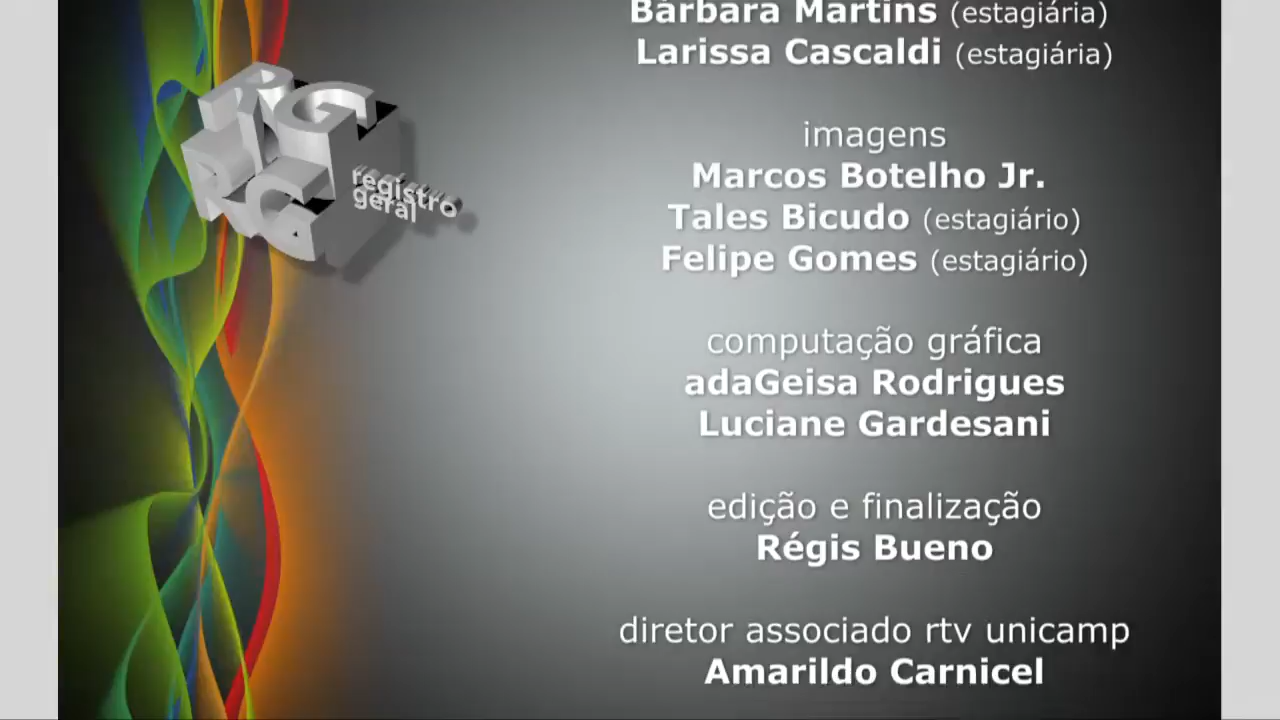 Bárbara Martins (estagiária)
Larissa Cascaldi (estagiária)
imagens
Marcos Botelho Jr.
Tales Bicudo (estagiário)
Felipe Gomes (estagiário)
computação gráfica
adaGeisa Rodrigues
Luciane Gardesani
edição e finalização
Régis Bueno
diretor associado rtv unicamp
Amarildo Carnicel
RG
RG
registro
geral